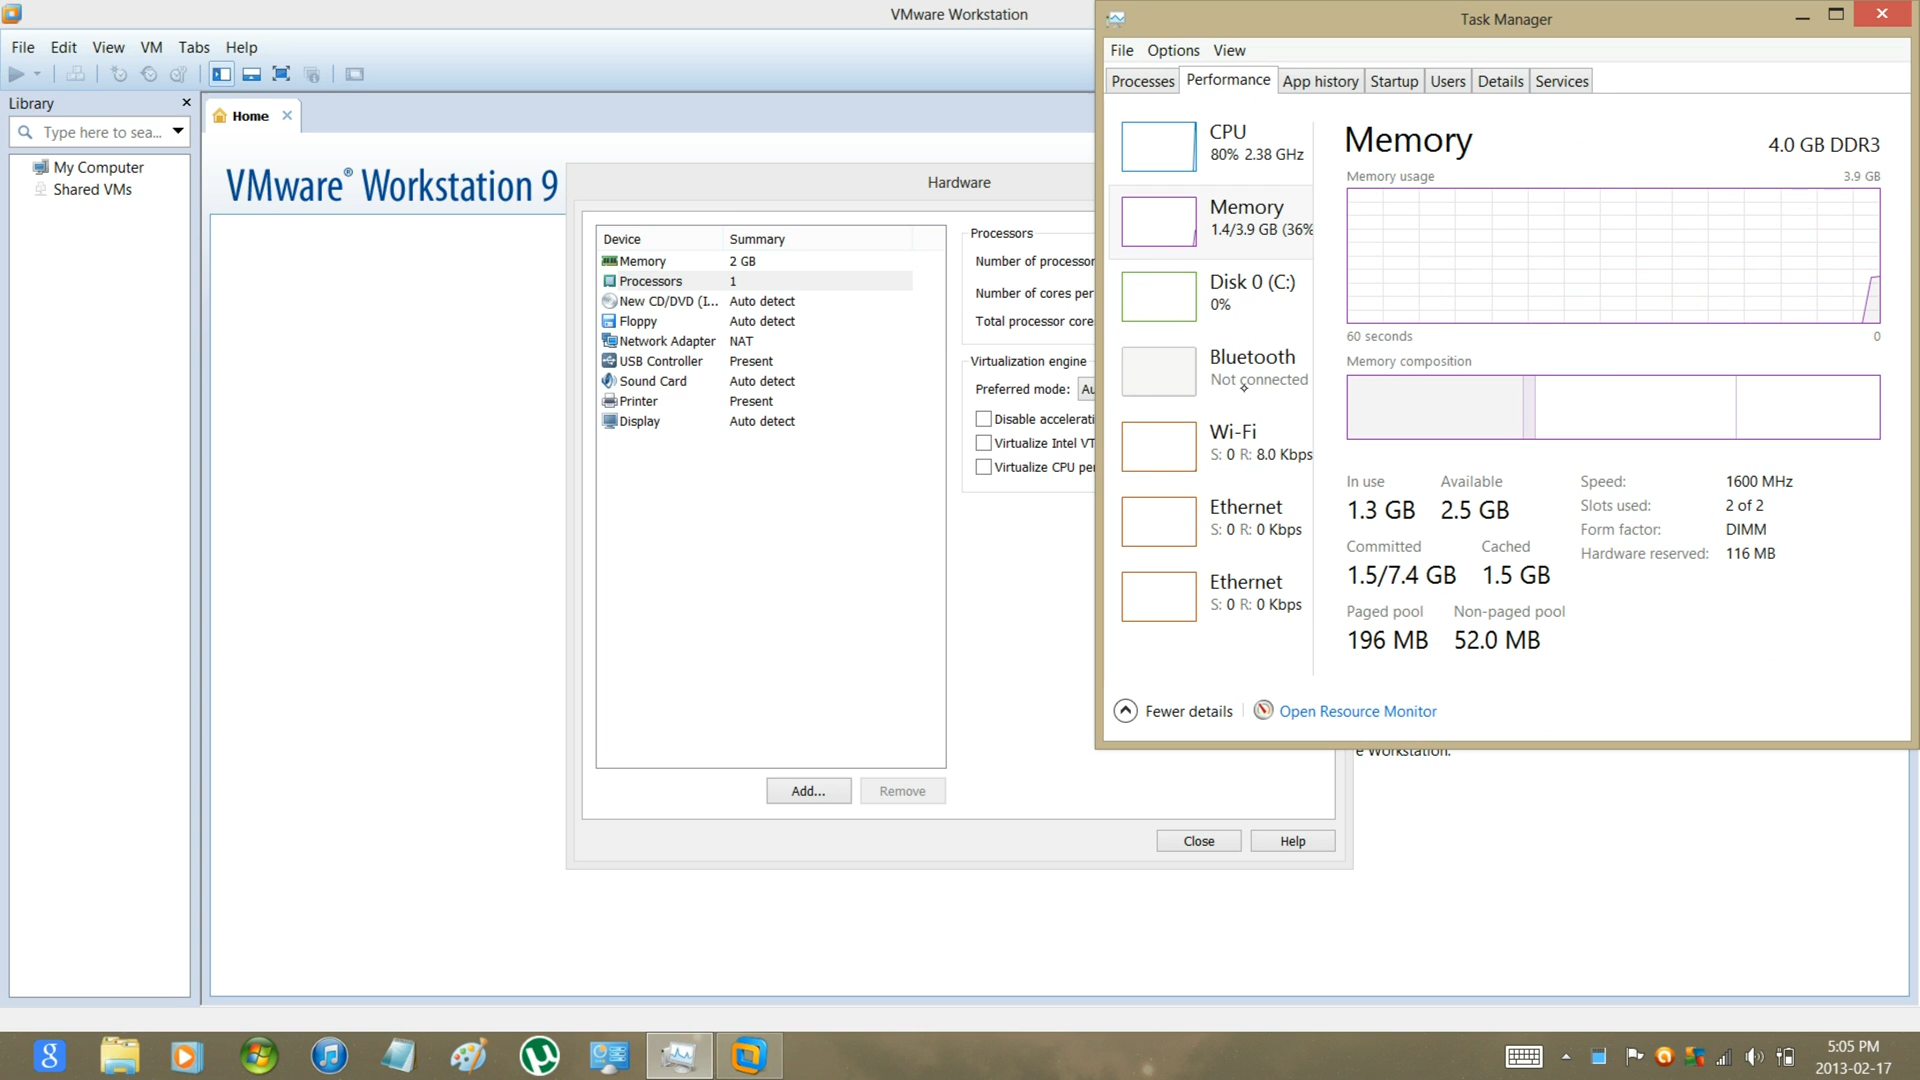 VMware Workstation
File Edit View VM Tabs Help
Library
Type here to sea...
My Computer
Shared VMs
Home
VMware® Workstation 9
Hardware
Device Summary
Memory 2 GB
Processors 1
New CD/DVD (I... Auto detect
Floppy Auto detect
Network Adapter NAT
USB Controller Present
Sound Card Auto detect
Printer Present
Display Auto detect
Add... Remove
Processors
Number of processor
Number of cores per
Total processor core
Virtualization engine
Preferred mode: Au
Disable accelerati
Virtualize Intel VT
Virtualize CPU per
Close Help
e Workstation.
Task Manager
File Options View
Processes Performance App history Startup Users Details Services
CPU
80% 2.38 GHz
Memory
1.4/3.9 GB (36%
Disk 0 (C:)
0%
Bluetooth
Not connected
Wi-Fi
S: 0 R: 8.0 Kbps
Ethernet
S: 0 R: 0 Kbps
Ethernet
S: 0 R: 0 Kbps
Memory 4.0 GB DDR3
Memory usage 3.9 GB
60 seconds 0
Memory composition
In use Available
1.3 GB 2.5 GB
Committed Cached
1.5/7.4 GB 1.5 GB
Paged pool Non-paged pool
196 MB 52.0 MB
Speed: 1600 MHz
Slots used: 2 of 2
Form factor: DIMM
Hardware reserved: 116 MB
Fewer details Open Resource Monitor
g
5:05 PM
2013-02-17